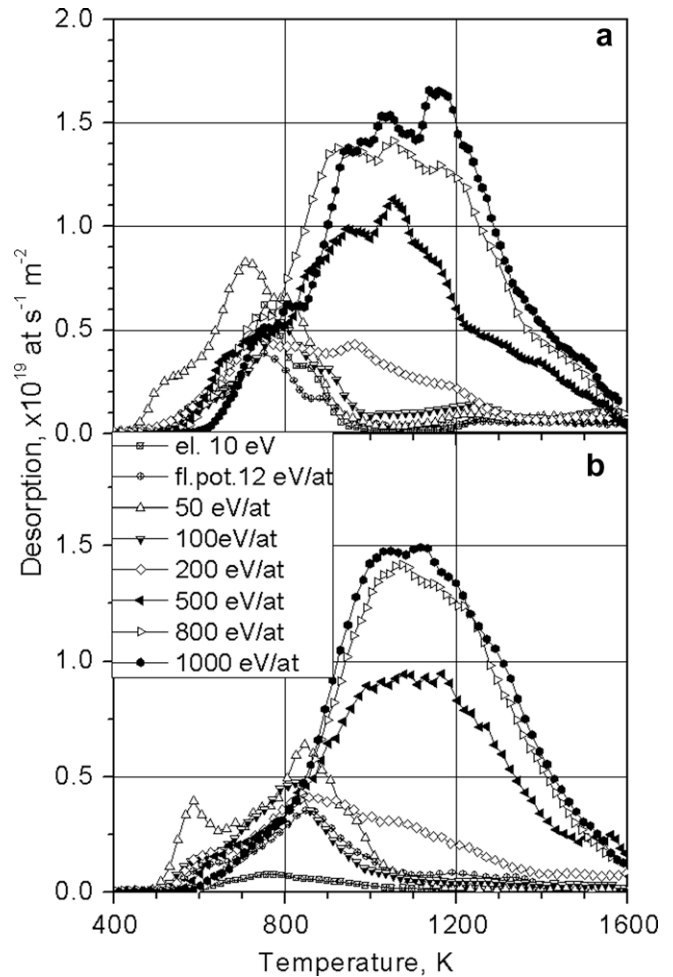 a
2.0
1.5
1.0
0.5
0.0
Desorption, x10¹⁹ at s⁻¹ m⁻²
el. 10 eV
fl.pot.12 eV/at
50 eV/at
100eV/at
200 eV/at
500 eV/at
800 eV/at
1000 eV/at
b
1.5
1.0
0.5
0.0
400 800 1200 1600
Temperature, K